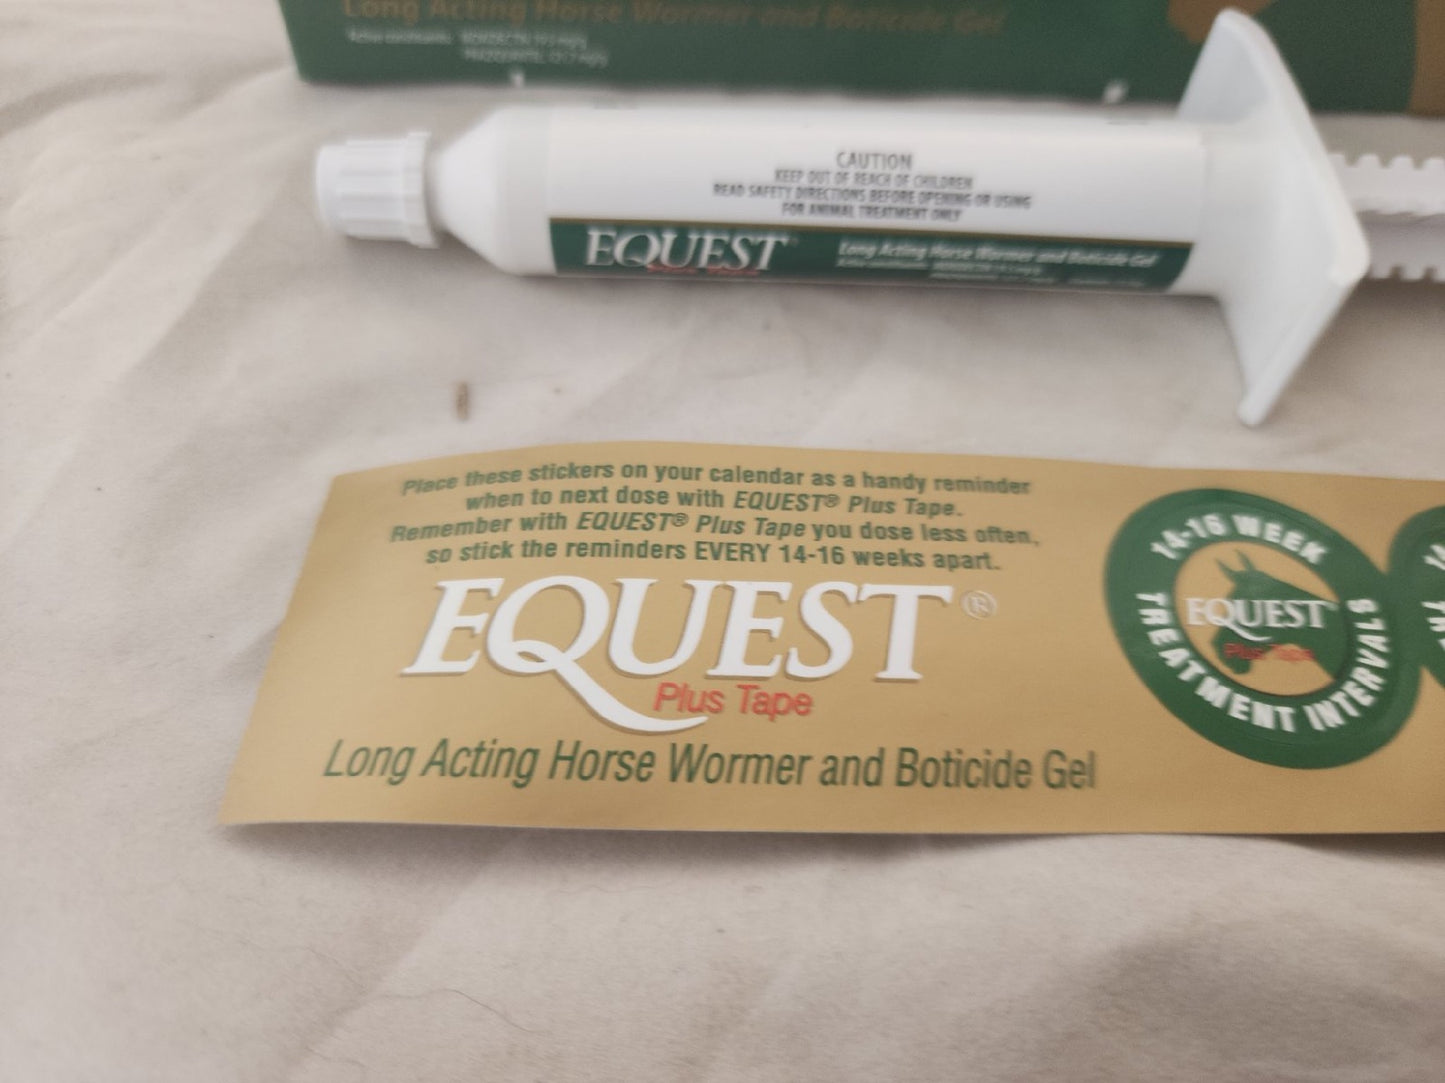 Long Acting Horse Wormer and Boticide Gel
CAUTION
KEEP OUT OF REACH OF CHILDREN
READ SAFETY DIRECTIONS BEFORE OPENING OR USING
FOR ANIMAL TREATMENT ONLY
EQUEST
Long Acting Horse Wormer and Boticide Gel
Place these stickers on your calendar as a handy reminder
when to next dose with EQUEST® Plus Tape.
Remember with EQUEST® Plus Tape you dose less often,
so stick the reminders EVERY 14-16 weeks apart.
EQUEST®
Plus Tape
Long Acting Horse Wormer and Boticide Gel
14-16 WEEK
EQUEST
Plus Tape
TREATMENT INTERVALS